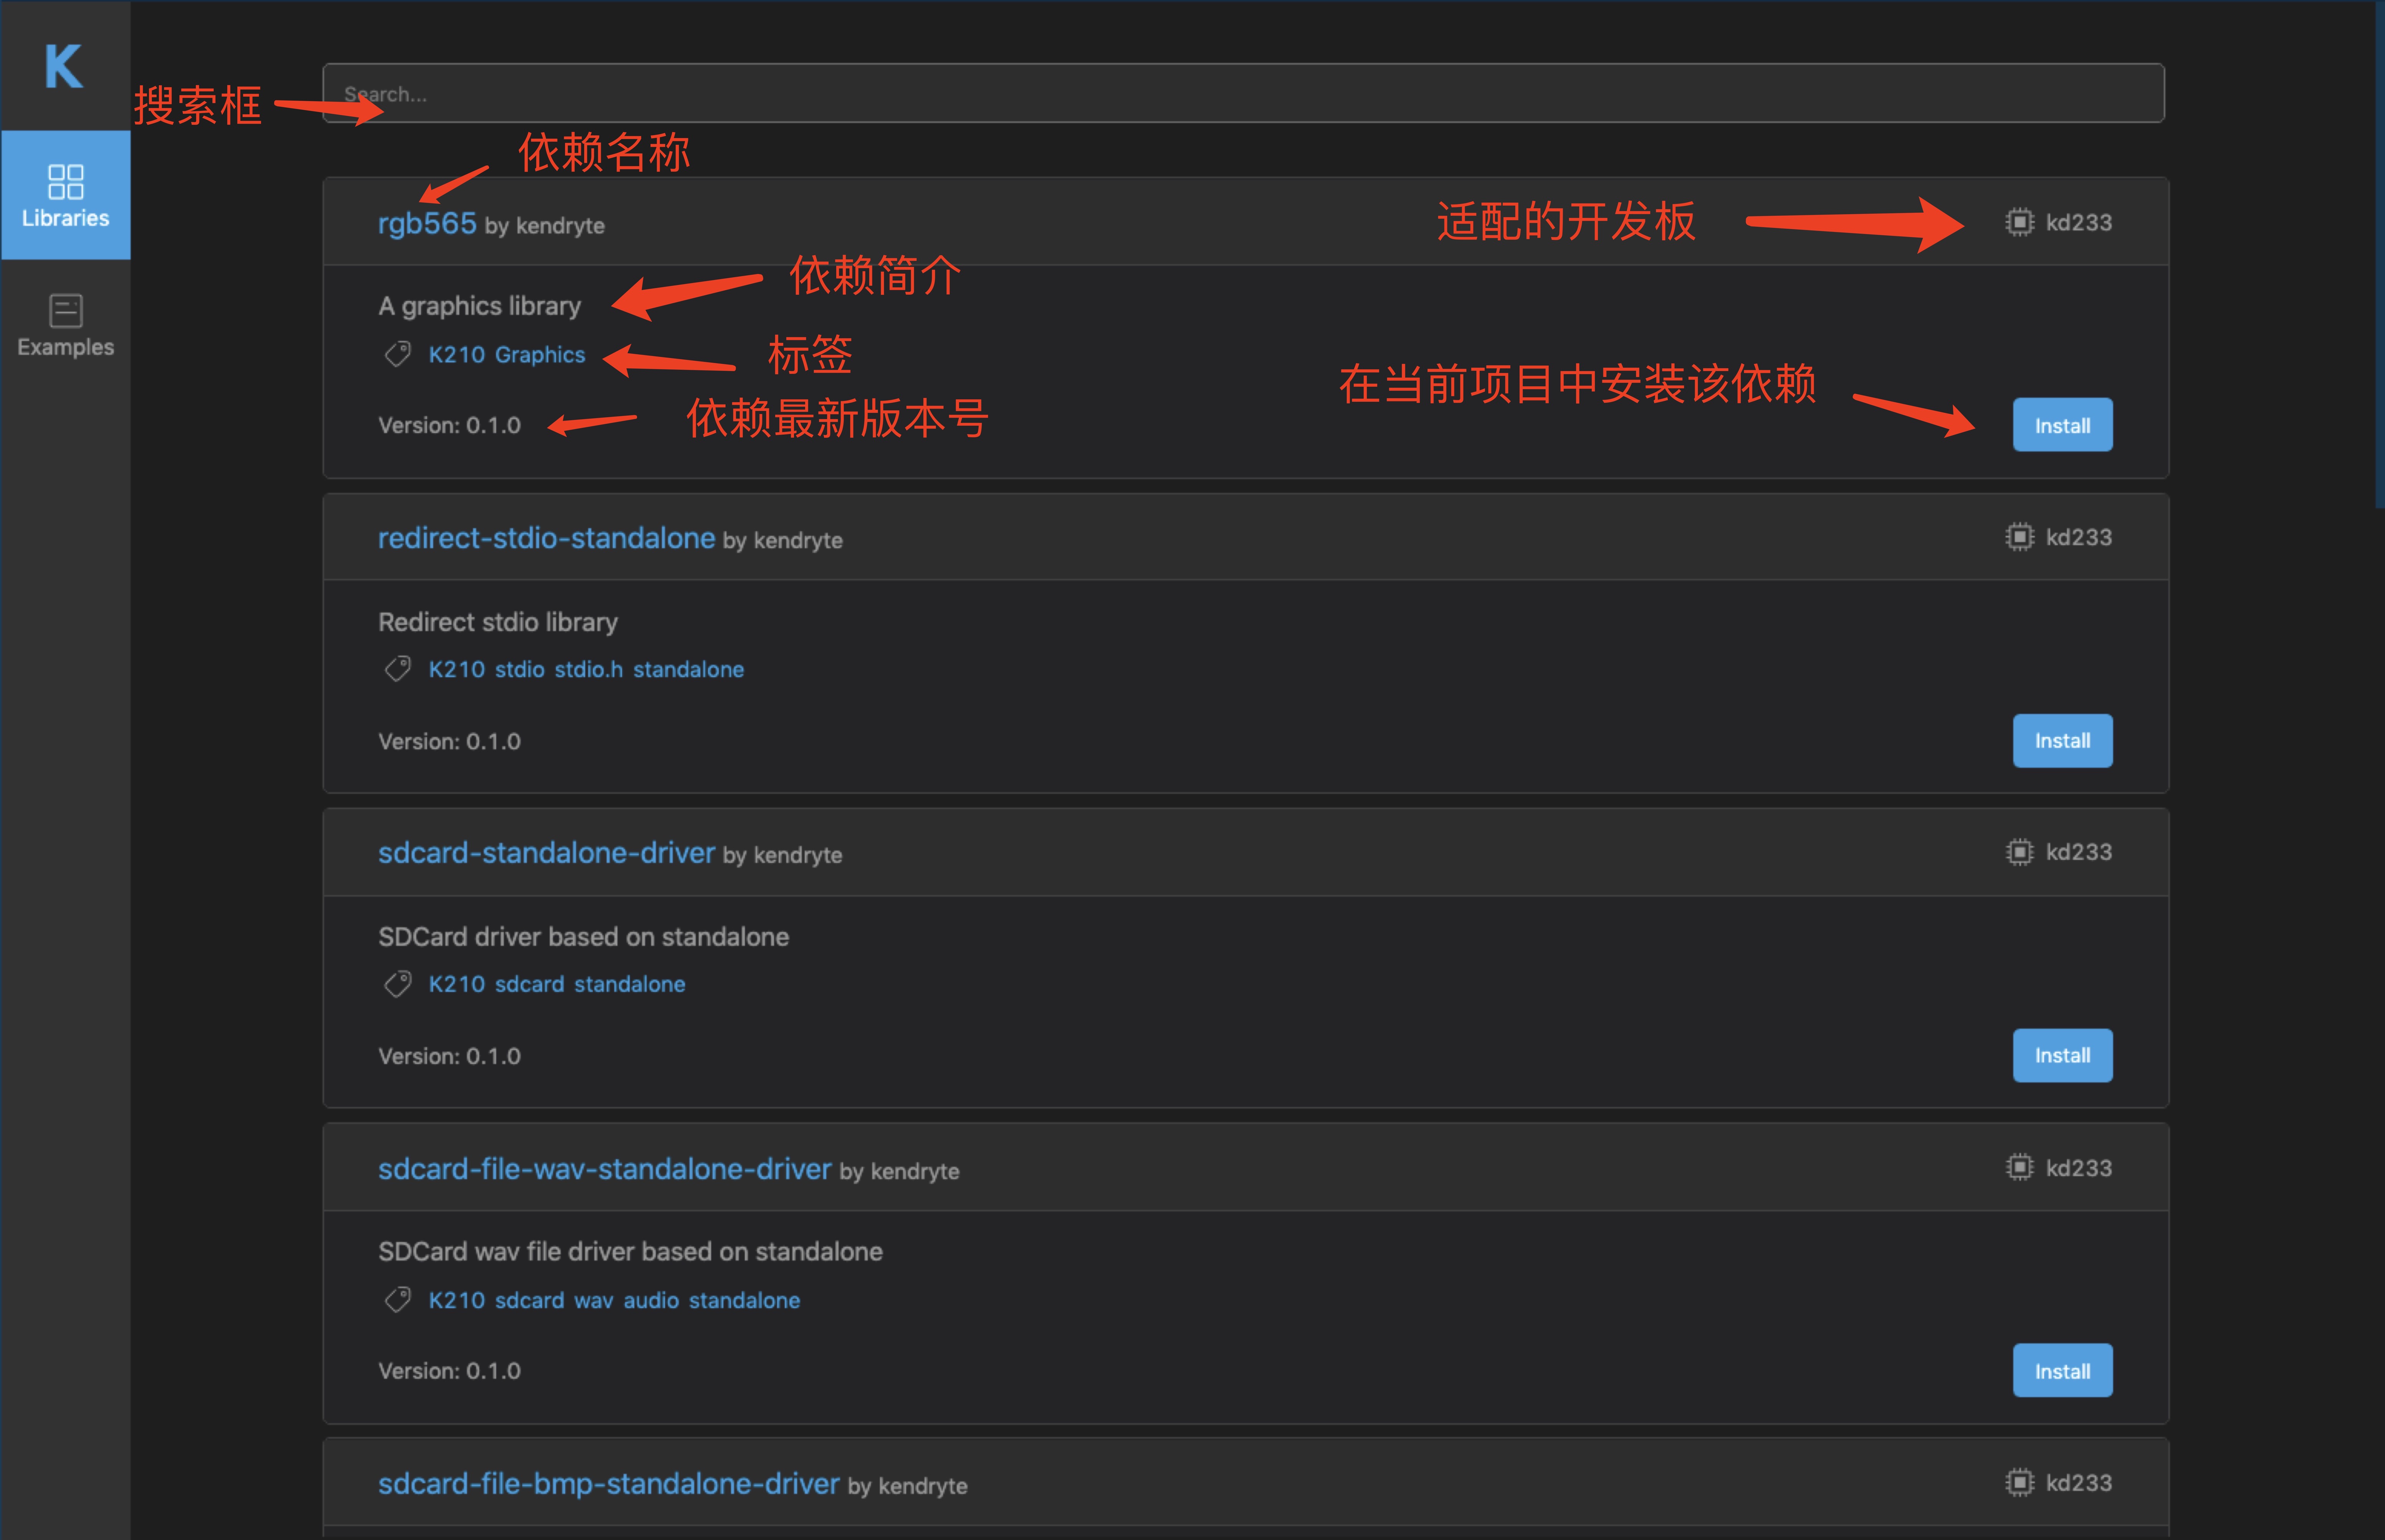 K
Libraries
Examples
搜索框
Search...
依赖名称
rgb565 by kendryte
适配的开发板
kd233
依赖简介
A graphics library
标签
K210 Graphics
在当前项目中安装该依赖
依赖最新版本号
Version: 0.1.0
Install
redirect-stdio-standalone by kendryte
kd233
Redirect stdio library
K210 stdio stdio.h standalone
Version: 0.1.0
Install
sdcard-standalone-driver by kendryte
kd233
SDCard driver based on standalone
K210 sdcard standalone
Version: 0.1.0
Install
sdcard-file-wav-standalone-driver by kendryte
kd233
SDCard wav file driver based on standalone
K210 sdcard wav audio standalone
Version: 0.1.0
Install
sdcard-file-bmp-standalone-driver by kendryte
kd233